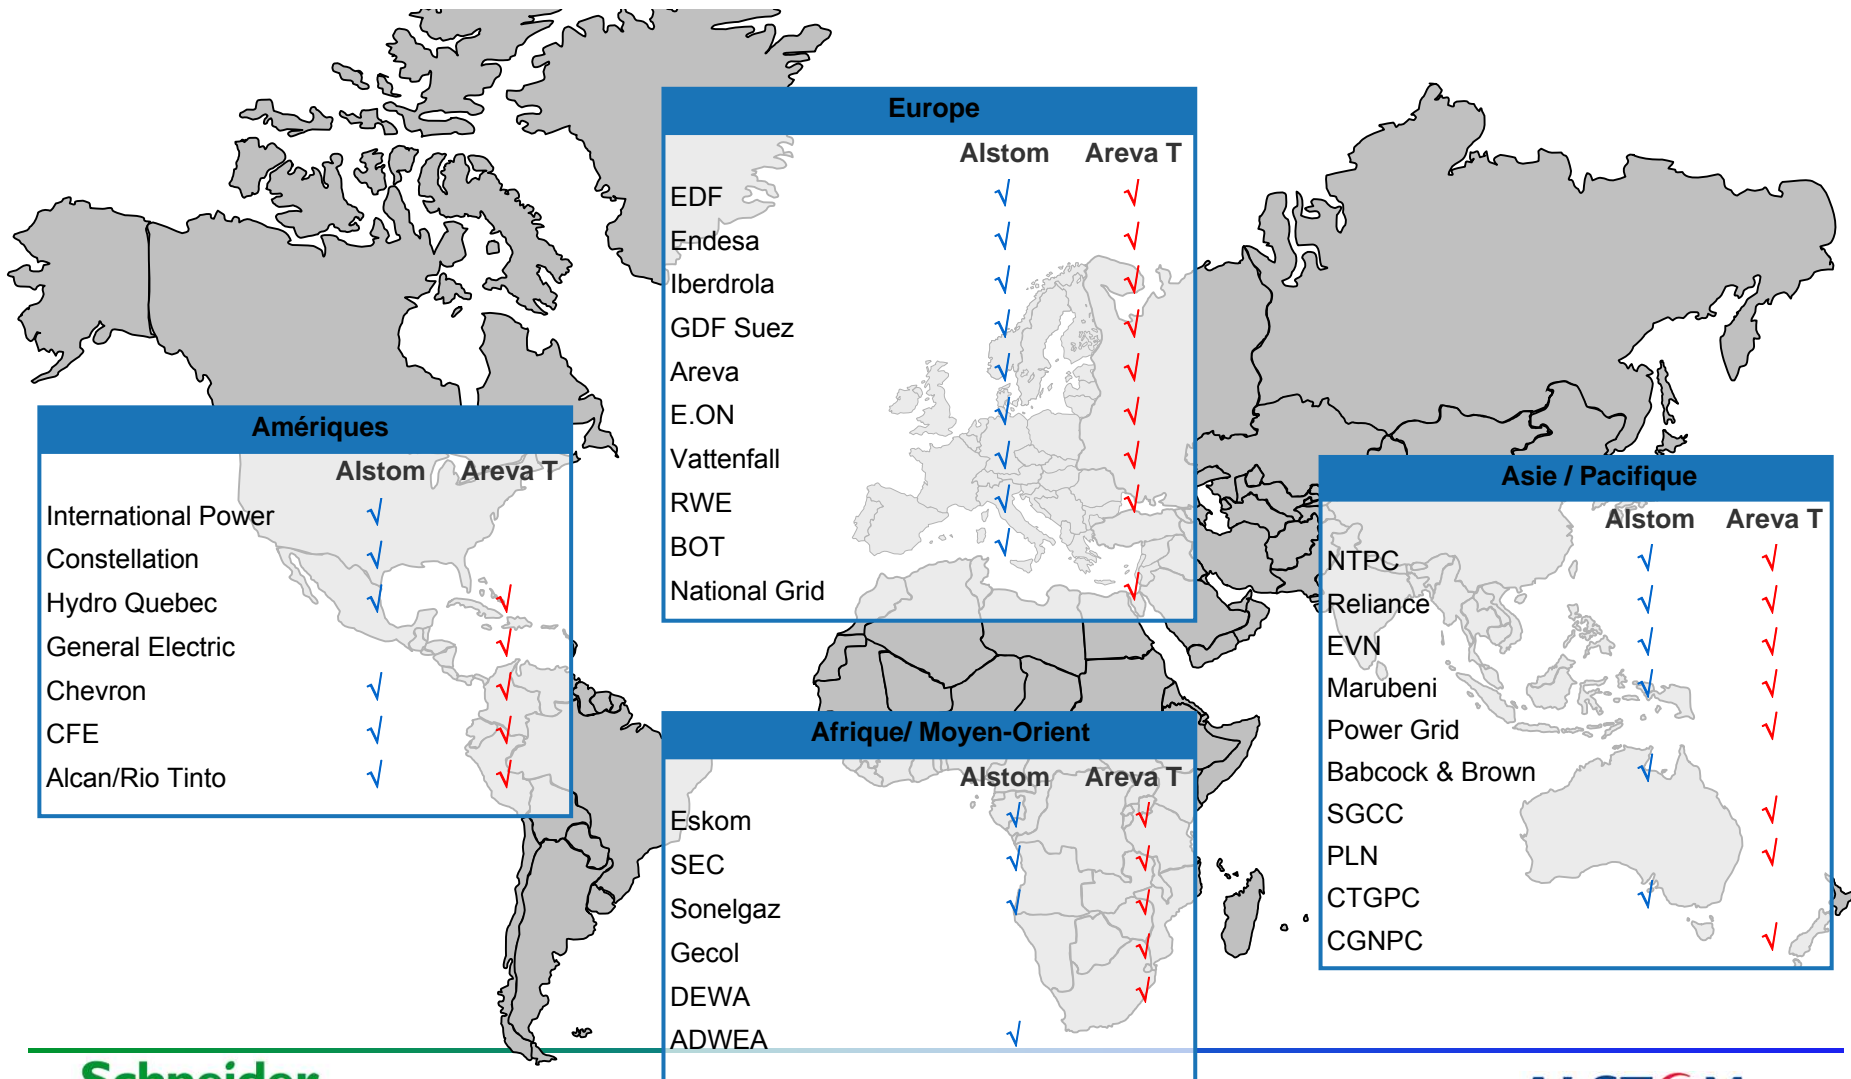 Europe
Alstom Areva T
EDF √ √
Endesa √ √
Iberdrola √ √
GDF Suez √ √
Areva √ √
E.ON √ √
Vattenfall √ √
RWE √ √
BOT √
National Grid √
Amériques
Alstom Areva T
International Power √
Constellation √
Hydro Quebec √ √
General Electric √
Chevron √ √
CFE √ √
Alcan/Rio Tinto √ √
Asie / Pacifique
Alstom Areva T
NTPC √ √
Reliance √ √
EVN √ √
Marubeni √ √
Power Grid √
Babcock & Brown √
SGCC √
PLN √
CTGPC √
CGNPC √
Afrique/ Moyen-Orient
Alstom Areva T
Eskom √ √
SEC √ √
Sonelgaz √ √
Gecol √
DEWA √
ADWEA √
Schneider
ALSTOM